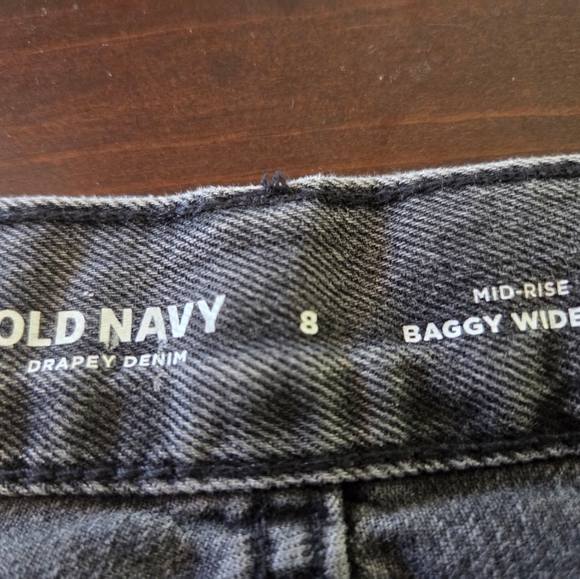 OLD NAVY
DRAPEY DENIM
8
MID-RISE
BAGGY WIDE